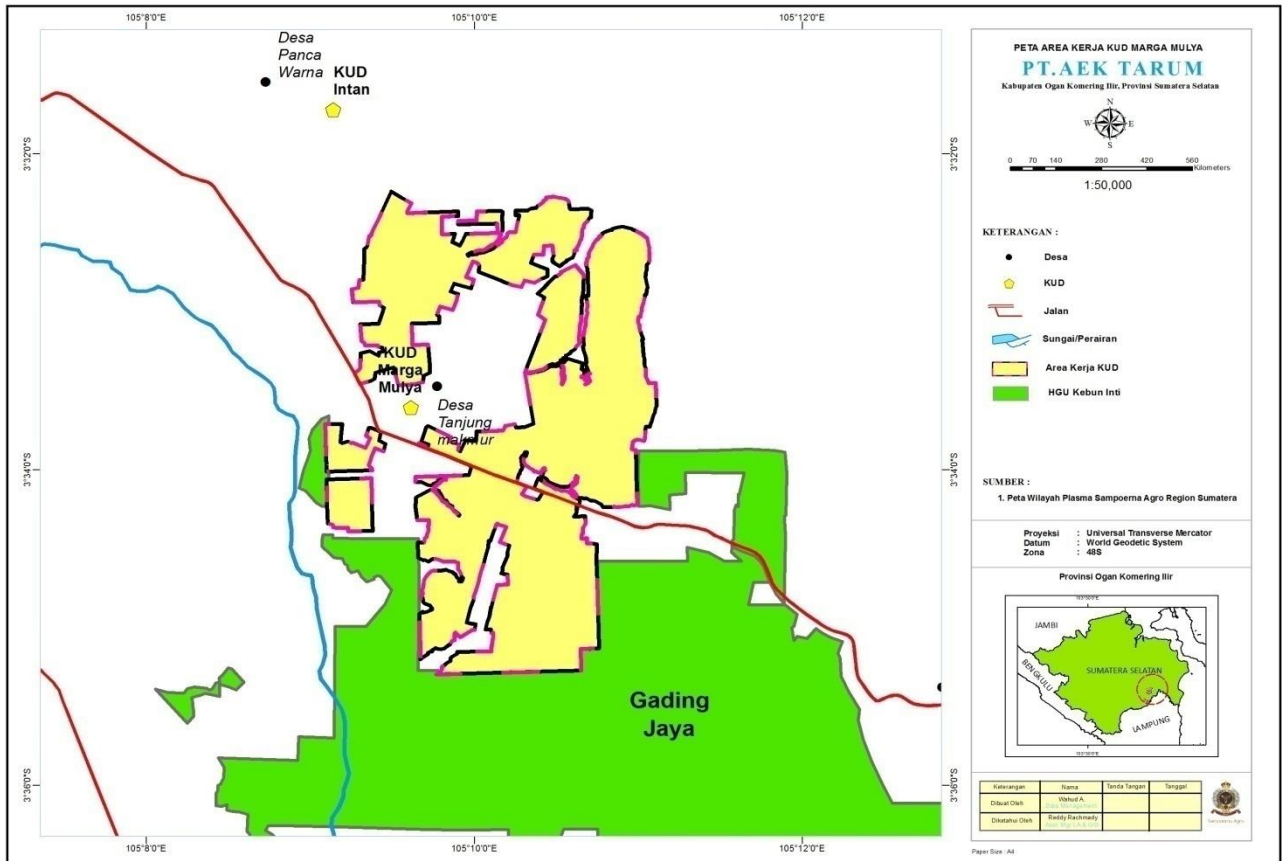 105°8'0"E
105°10'0"E
105°12'0"E
3°32'0"S
3°32'0"S
3°34'0"S
3°34'0"S
3°36'0"S
3°36'0"S
105°8'0"E
105°10'0"E
105°12'0"E
Desa
Panca
Warna
KUD
Intan
KUD
Marga
Mulya
Desa
Tanjung
makmur
Gading
Jaya
PETA AREA KERJA KUD MARGA MULYA
PT.AEK TARUM
Kabupaten Ogan Komering Ilir, Provinsi Sumatera Selatan
N
W E
S
0 70 140 280 420 560
Kilometers
1:50,000
KETERANGAN :
Desa
KUD
Jalan
Sungai/Perairan
Area Kerja KUD
HGU Kebun Inti
SUMBER :
1. Peta Wilayah Plasma Sampoerna Agro Region Sumatera
Proyeksi : Universal Transverse Mercator
Datum : World Geodetic System
Zona : 48S
Provinsi Ogan Komering Ilir
JAMBI
BENGKULU
SUMATERA SELATAN
LAMPUNG
Keterangan Nama Tanda Tangan Tanggal
Dibuat Oleh Wahud A.
Data Management
Diketahui Oleh Reddy Rachmady
Sampoerna Agro
Paper Size : A4